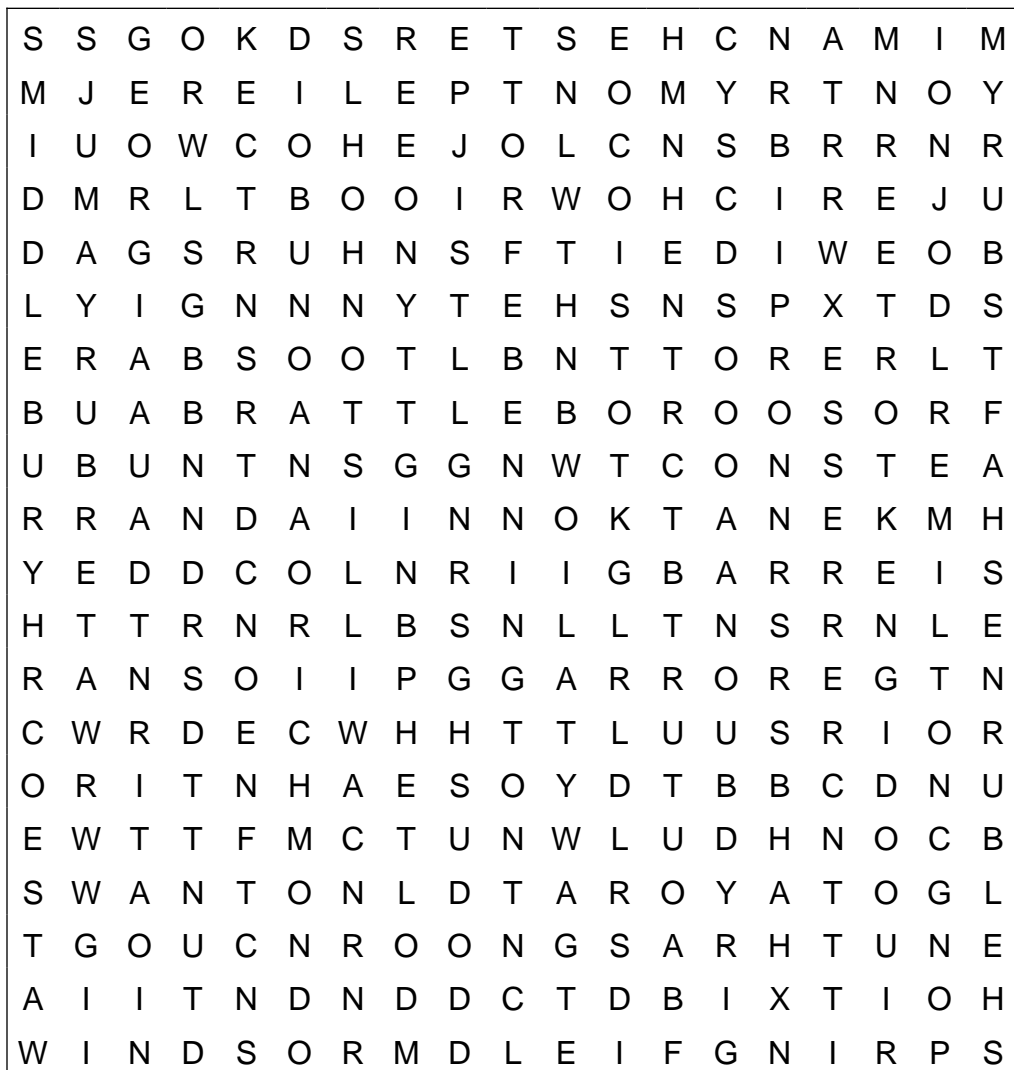 S S G O K D S R E T S E H C N A M I M
M J E R E I L E P T N O M Y R T N O Y
I U O W C O H E J O L C N S B R R N R
D M R L T B O O I R W O H C I R E J U
D A G S R U H N S F T I E D I W E O B
L Y I G N N N Y T E H S N S P X T D S
E R A B S O O T L B N T T O R E R L T
B U A B R A T T L E B O R O O S O R F
U B U N T N S G G N W T C O N S T E A
R R A N D A I I N N O K T A N E K M H
Y E D D C O L N R I I G B A R R E I S
H T T R N R L B S N L L T N S R N L E
R A N S O I I P G G A R R O R E G T N
C W R D E C W H H T T L U U S R I O R
O R I T N H A E S O Y D T B B C D N U
E W T T F M C T U N W L U D H N O C B
S W A N T O N L D T A R O Y A T O G L
T G O U C N R O O N G S A R H T U N E
A I I T N D N D D C T D B I X T I O H
W I N D S O R M D L E I F G N I R P S